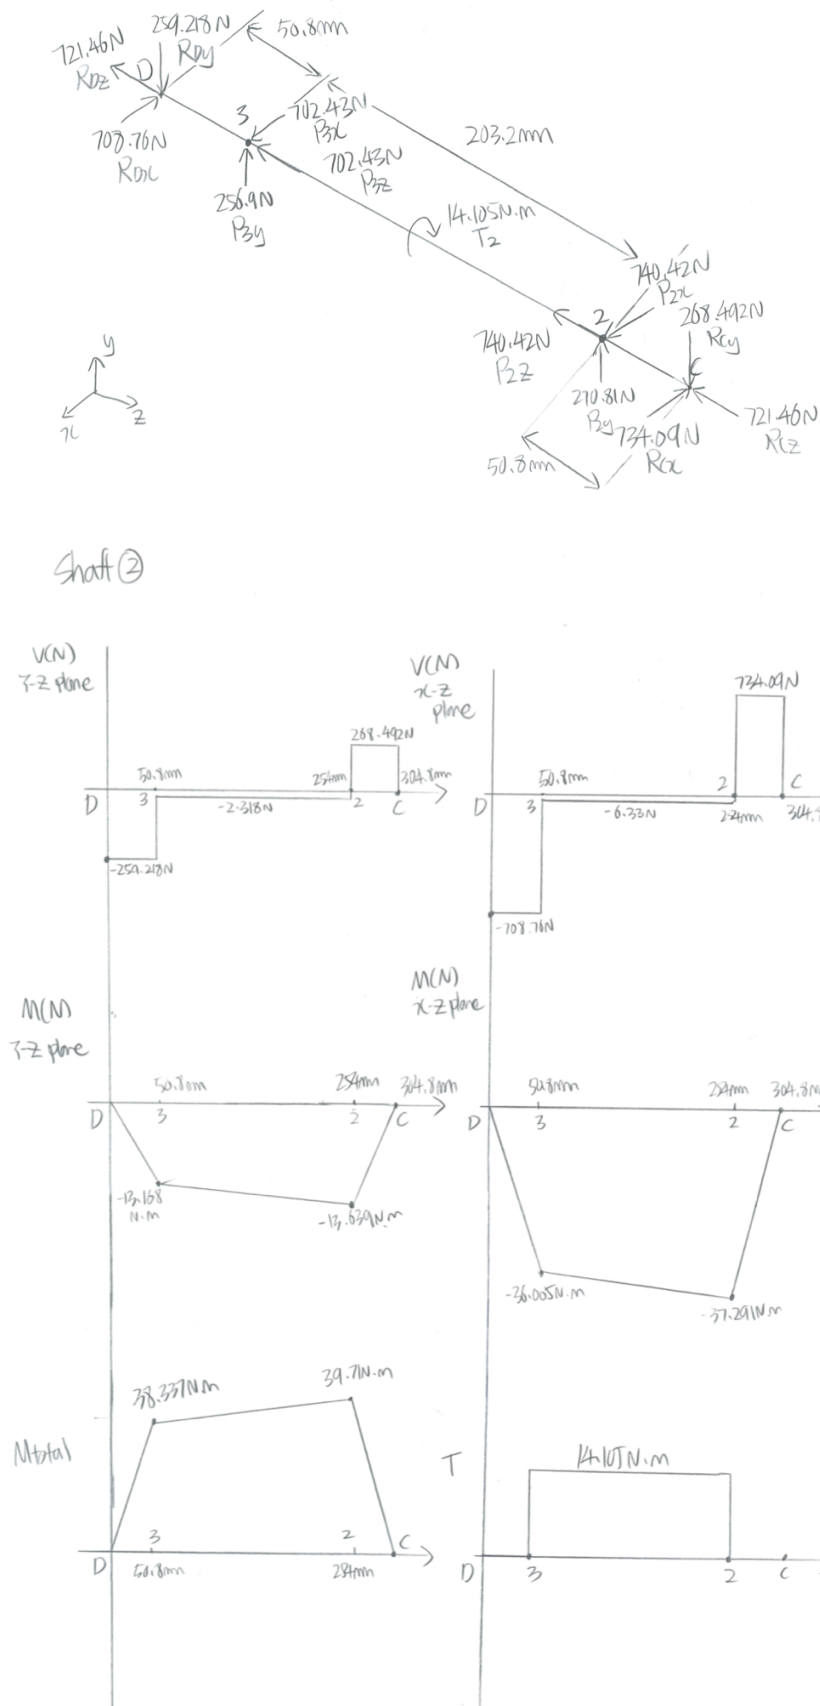 259.218N
RDy
50.8mm
721.46N
RDz
D
3
702.43N
P3x
203.2mm
708.76N
RDx
702.43N
P3z
256.9N
P3y
14.105N.m
T2
740.42N
P2x
2
268.492N
RCy
740.42N
P2Z
C
y
x
z
270.81N
P2y
734.09N
RCx
721.46N
RCz
50.8mm
Shaft ②
V(N)
Y-Z plane
268.492N
50.8mm
254mm
304.8mm
D
3
-2.318N
2
C
-259.218N
V(N)
x-z
plane
734.09N
50.8mm
2
C
D
3
-6.33N
254mm
304.8
-708.76N
M(N)
Y-Z plane
50.8mm
254mm
304.8mm
D
3
2
C
-13.168
N.m
-13.639N.m
M(N)
x-z plane
50.8mm
254mm
304.8m
D
3
2
C
-36.005N.m
-37.291N.m
Mtotal
38.337Nm
39.71N.m
3
2
C
D
50.8mm
254mm
T
14.105N.m
D
3
2
C